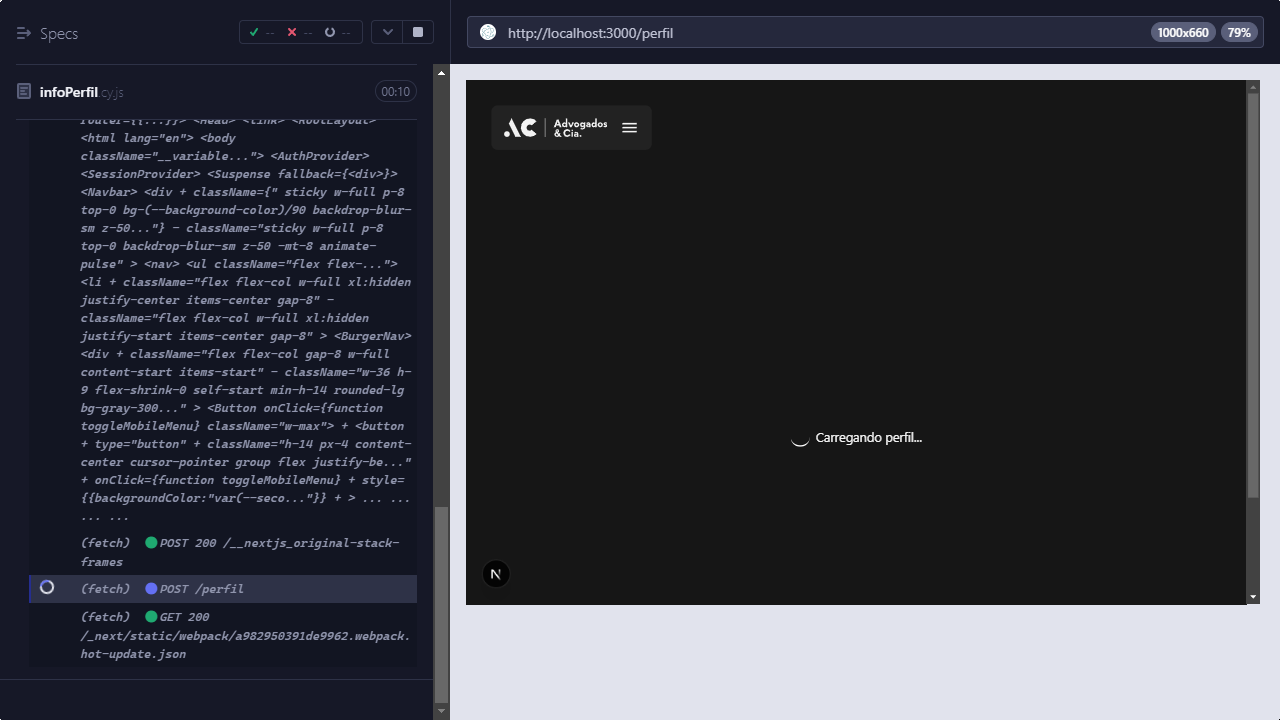 Specs
--
--
--
http://localhost:3000/perfil
1000x660
79%
infoPerfil.cy.js
00:10
router={{...}}> <Head> <link> <RootLayout>
<html lang="en"> <body
className="__variable..."> <AuthProvider>
<SessionProvider> <Suspense fallback={<div>}>
<Navbar> <div + className={" sticky w-full p-8
top-0 bg-(--background-color)/90 backdrop-blur-
sm z-50..."} - className="sticky w-full p-8
top-0 backdrop-blur-sm z-50 -mt-8 animate-
pulse" > <nav> <ul className="flex flex-...">
<li + className="flex flex-col w-full xl:hidden
justify-center items-center gap-8" -
className="flex flex-col w-full xl:hidden
justify-start items-center gap-8" > <BurgerNav>
<div + className="flex flex-col gap-8 w-full
content-start items-start" - className="w-36 h-
9 flex-shrink-0 self-start min-h-14 rounded-lg
bg-gray-300..." > <Button onClick={function
toggleMobileMenu} className="w-max"> + <button
+ type="button" + className="h-14 px-4 content-
center cursor-pointer group flex justify-be..."
+ onClick={function toggleMobileMenu} + style=
{{backgroundColor:"var(--seco..."}} + > ... ...
... ...
(fetch) POST 200 /__nextjs_original-stack-
frames
(fetch) POST /perfil
(fetch) GET 200
/_next/static/webpack/a982950391de9962.webpack.
hot-update.json
AC
Advogados
& Cia.
Carregando perfil...
N